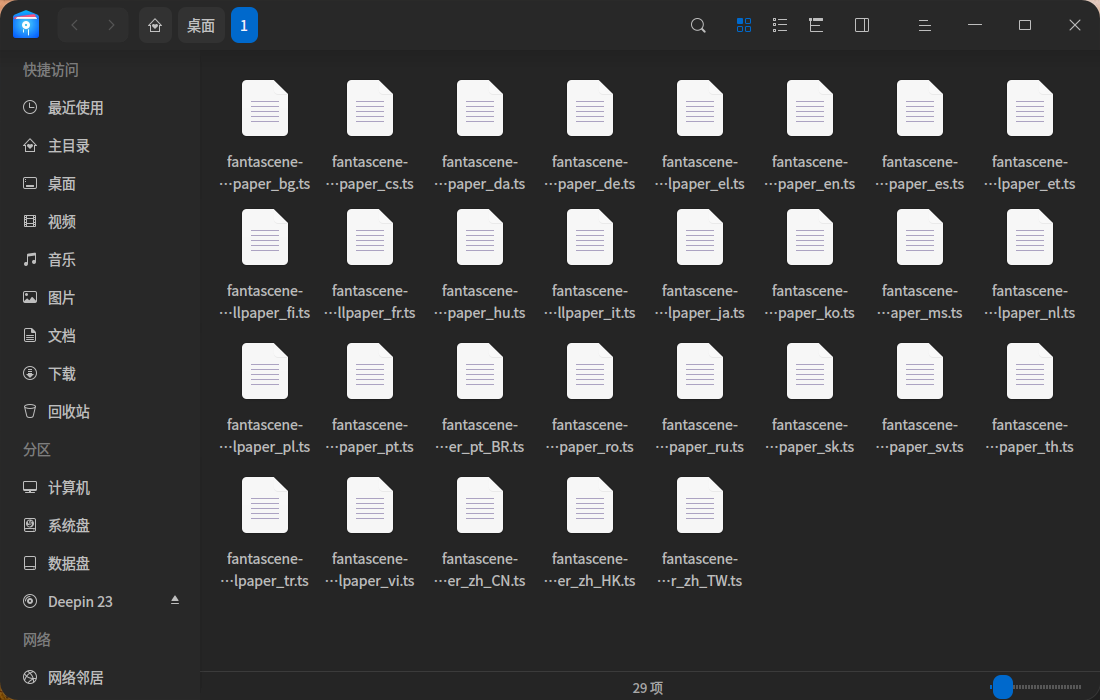 桌面
1
快捷访问
最近使用
主目录
桌面
视频
音乐
图片
文档
下载
回收站
分区
计算机
系统盘
数据盘
Deepin 23
网络
网络邻居
fantascene-
···paper_bg.ts
fantascene-
···paper_cs.ts
fantascene-
···paper_da.ts
fantascene-
···paper_de.ts
fantascene-
···lpaper_el.ts
fantascene-
···paper_en.ts
fantascene-
···paper_es.ts
fantascene-
···lpaper_et.ts
fantascene-
···llpaper_fi.ts
fantascene-
···llpaper_fr.ts
fantascene-
···paper_hu.ts
fantascene-
···llpaper_it.ts
fantascene-
···lpaper_ja.ts
fantascene-
···paper_ko.ts
fantascene-
···aper_ms.ts
fantascene-
···lpaper_nl.ts
fantascene-
···lpaper_pl.ts
fantascene-
···paper_pt.ts
fantascene-
···er_pt_BR.ts
fantascene-
···paper_ro.ts
fantascene-
···paper_ru.ts
fantascene-
···paper_sk.ts
fantascene-
···paper_sv.ts
fantascene-
···paper_th.ts
fantascene-
···lpaper_tr.ts
fantascene-
···lpaper_vi.ts
fantascene-
···er_zh_CN.ts
fantascene-
···er_zh_HK.ts
fantascene-
···r_zh_TW.ts
29 项